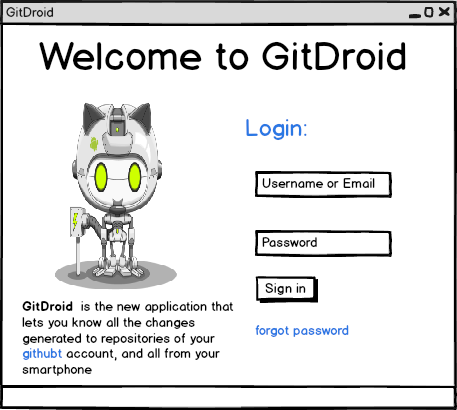 GitDroid
Welcome to GitDroid
Login:
Username or Email
Password
Sign in
forgot password
GitDroid is the new application that
lets you know all the changes
generated to repositories of your
githubt account, and all from your
smartphone